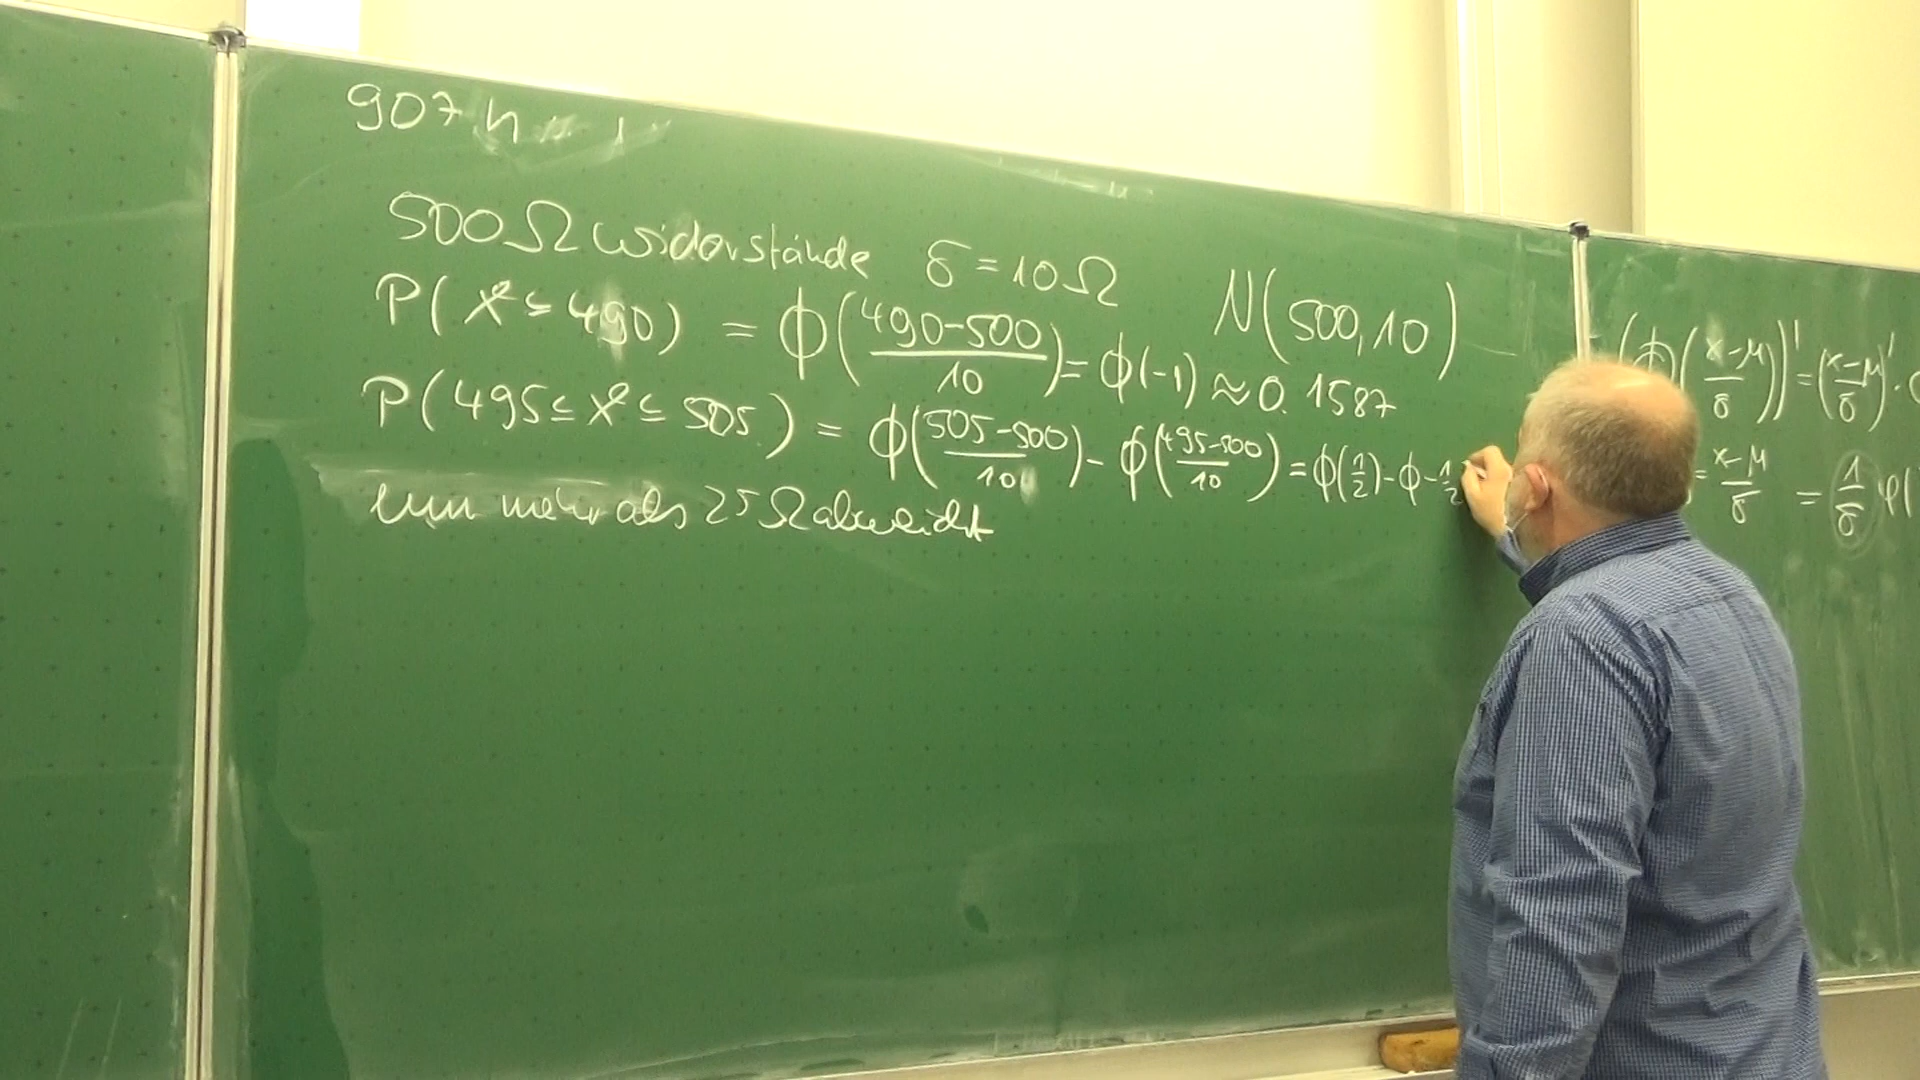 907
500 Ω Widerstände σ = 10 Ω N(500, 10)
P(X ≤ 490) = ϕ((490-500)/10) = ϕ(-1) ≈ 0.1587
P(495 ≤ X ≤ 505) = ϕ((505-500)/10) - ϕ((495-500)/10) = ϕ(1/2) - ϕ -1/2
um mehr als 25 Ω abweicht
(ϕ((x-μ)/σ))' = ((x-μ)/σ)' ·
= (x-μ)/σ = 1/σ φ(